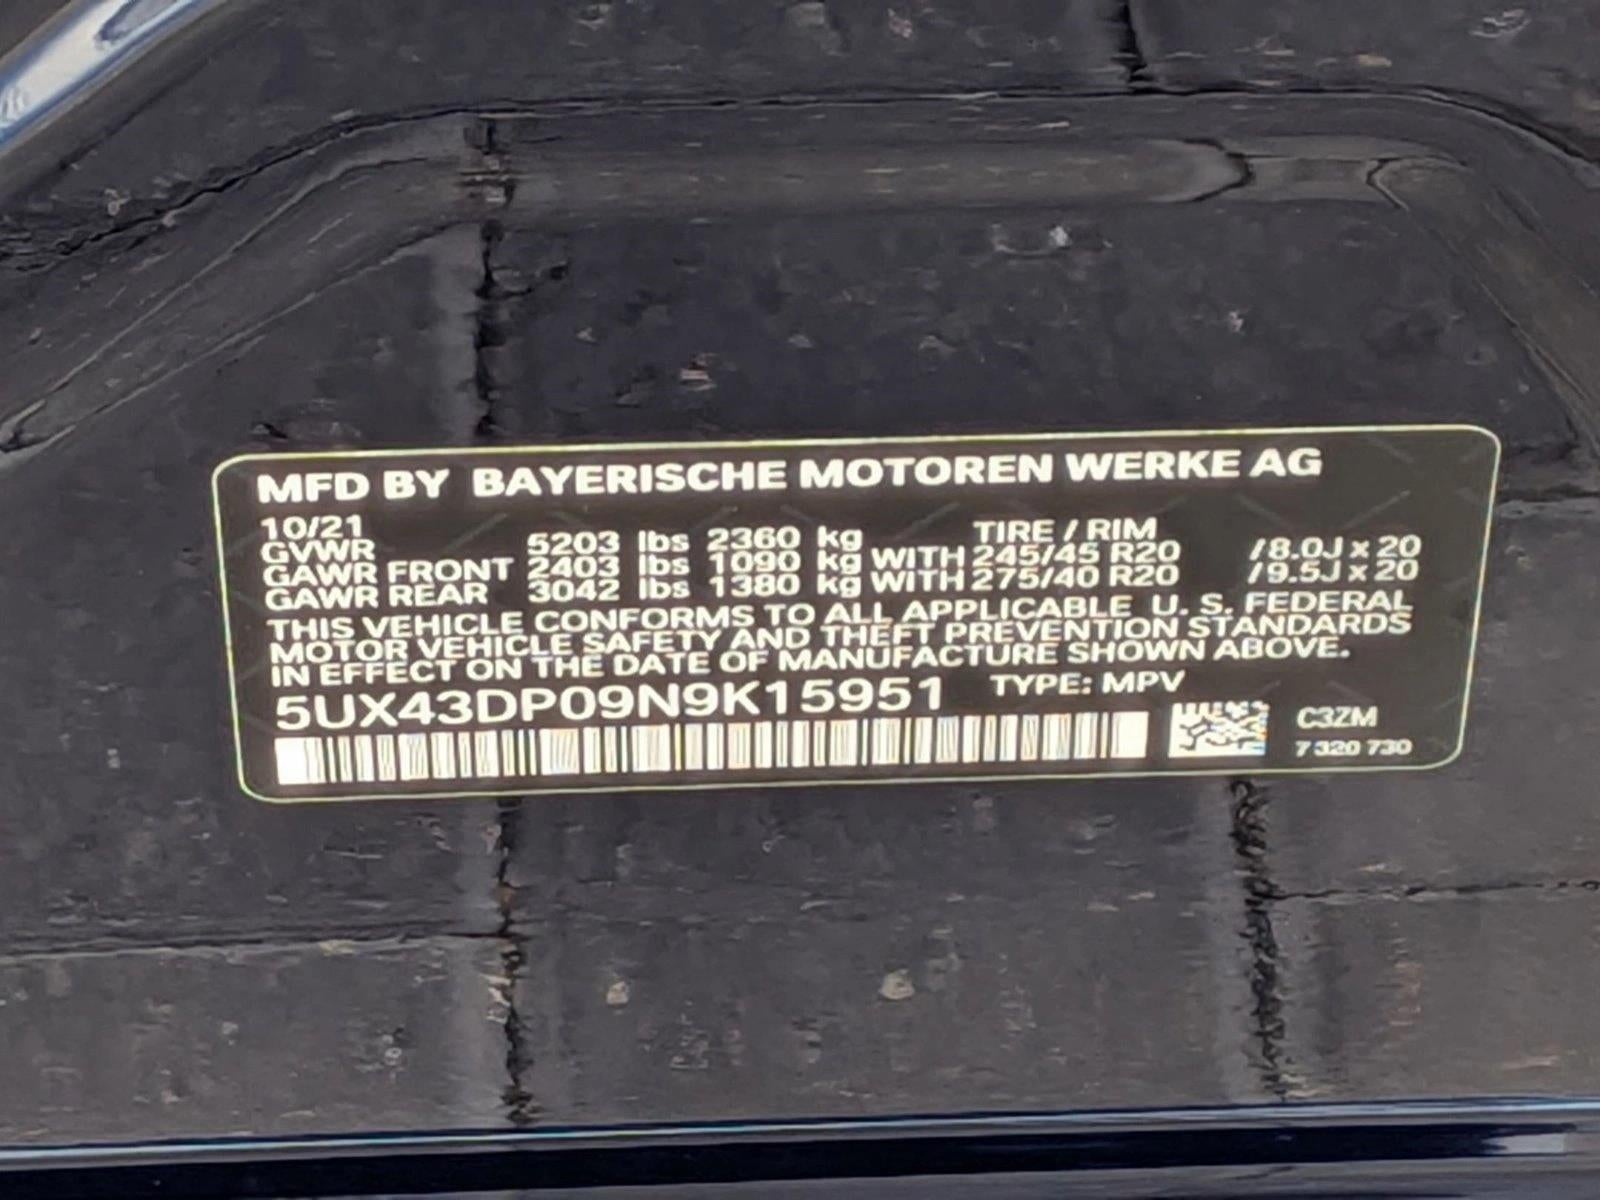 MFD BY BAYERISCHE MOTOREN WERKE AG
10/21 TIRE / RIM
GVWR 5203 lbs 2360 kg
GAWR FRONT 2403 lbs 1090 kg WITH 245/45 R20 / 8.0J x 20
GAWR REAR 3042 lbs 1380 kg WITH 275/40 R20 / 9.5J x 20
THIS VEHICLE CONFORMS TO ALL APPLICABLE U. S. FEDERAL
MOTOR VEHICLE SAFETY AND THEFT PREVENTION STANDARDS
IN EFFECT ON THE DATE OF MANUFACTURE SHOWN ABOVE.
5UX43DP09N9K15951 TYPE: MPV
C3ZM
7 320 730